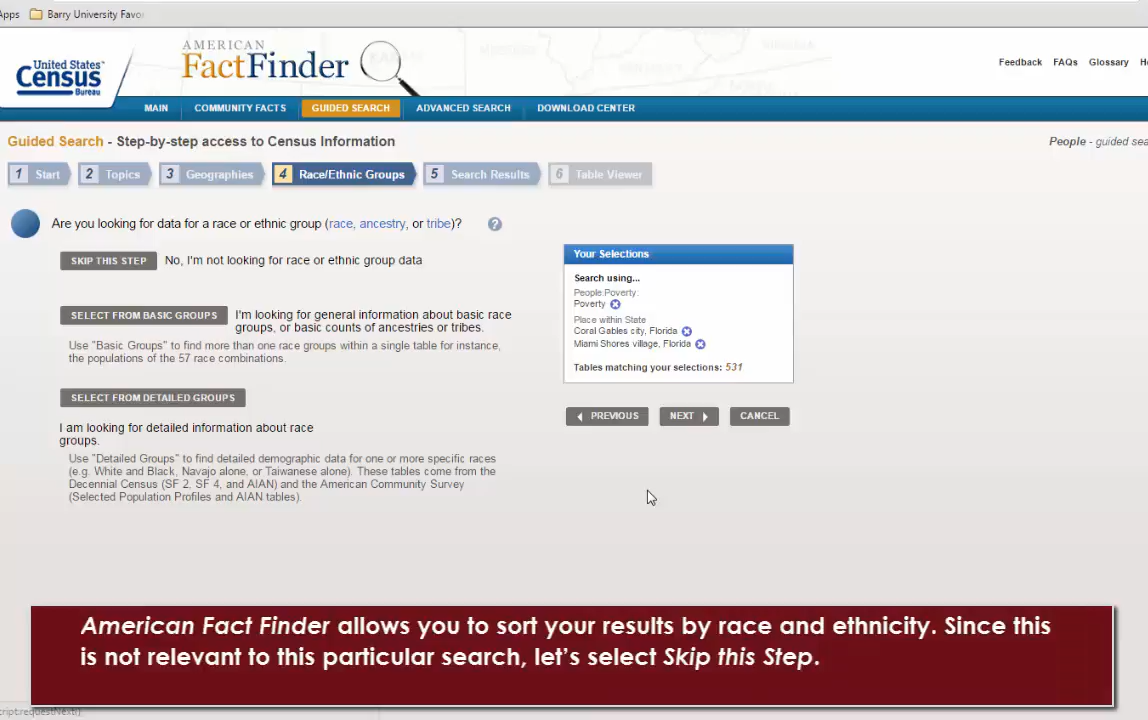 Apps Barry University Favo
AMERICAN
FactFinder
United States™
Census
Bureau
Feedback FAQs Glossary H
MAIN COMMUNITY FACTS GUIDED SEARCH ADVANCED SEARCH DOWNLOAD CENTER
Guided Search - Step-by-step access to Census Information
People - guided sea
1 Start 2 Topics 3 Geographies 4 Race/Ethnic Groups 5 Search Results 6 Table Viewer
Are you looking for data for a race or ethnic group (race, ancestry, or tribe)? ?
SKIP THIS STEP No, I'm not looking for race or ethnic group data
SELECT FROM BASIC GROUPS I'm looking for general information about basic race
groups, or basic counts of ancestries or tribes.
Use "Basic Groups" to find more than one race groups within a single table for instance,
the populations of the 57 race combinations.
SELECT FROM DETAILED GROUPS
I am looking for detailed information about race
groups.
Use "Detailed Groups" to find detailed demographic data for one or more specific races
(e.g. White and Black, Navajo alone, or Taiwanese alone). These tables come from the
Decennial Census (SF 2, SF 4, and AIAN) and the American Community Survey
(Selected Population Profiles and AIAN tables).
Your Selections
Search using...
People:Poverty:
Poverty
Place within State
Coral Gables city, Florida
Miami Shores village, Florida
Tables matching your selections: 531
PREVIOUS NEXT CANCEL
American Fact Finder allows you to sort your results by race and ethnicity. Since this
is not relevant to this particular search, let's select Skip this Step.
cript:requestNext()